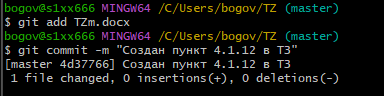 bogov@s1xx666 MINGW64 /C/Users/bogov/TZ (master)
$ git add TZm.docx

bogov@s1xx666 MINGW64 /C/Users/bogov/TZ (master)
$ git commit -m "Создан пункт 4.1.12 в ТЗ"
[master 4d37766] Создан пункт 4.1.12 в ТЗ
 1 file changed, 0 insertions(+), 0 deletions(-)